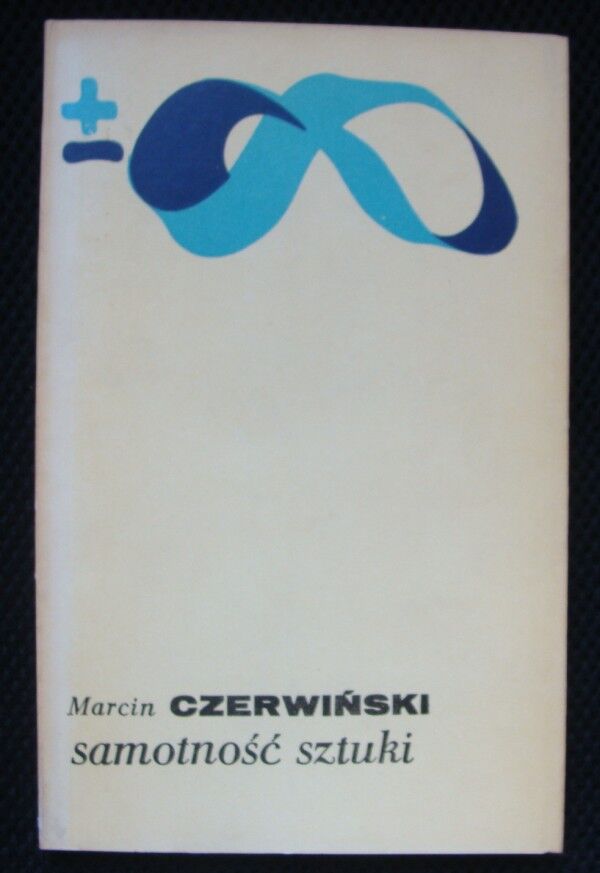 ±∞
Marcin CZERWIŃSKI
samotność sztuki